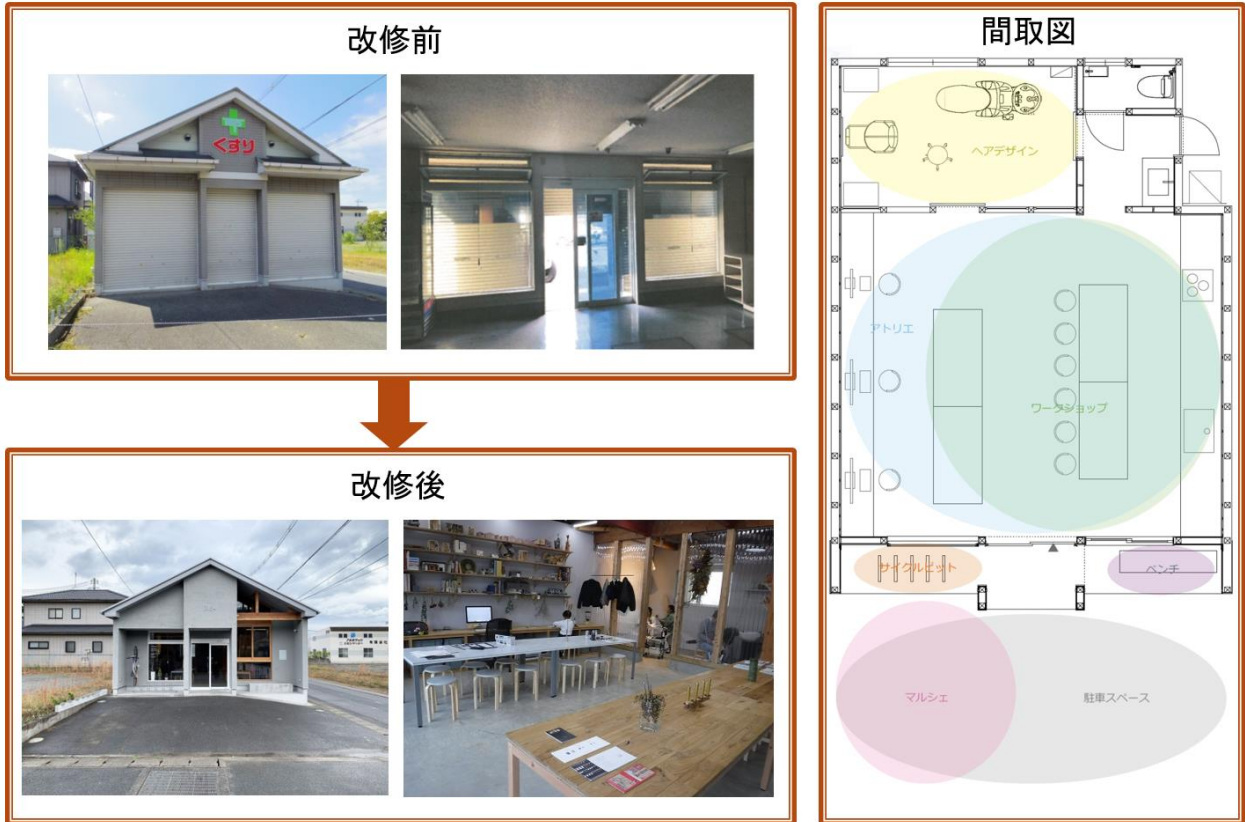 改修前
くすり
改修後
間取図
ヘアデザイン
アトリエ
ワークショップ
サイクルピット
ベンチ
マルシェ
駐車スペース